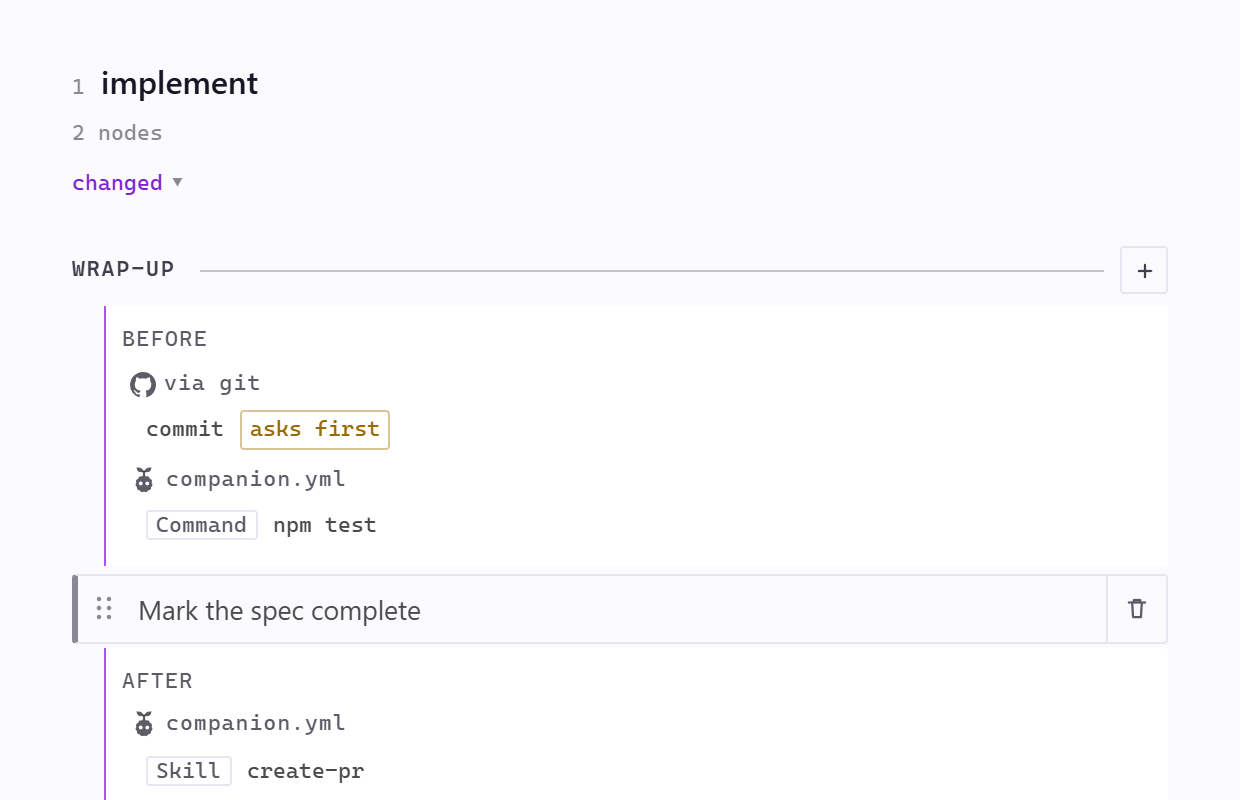 1 implement
2 nodes
changed ▼
WRAP-UP
+
BEFORE
via git
commit asks first
companion.yml
Command npm test
Mark the spec complete
AFTER
companion.yml
Skill create-pr